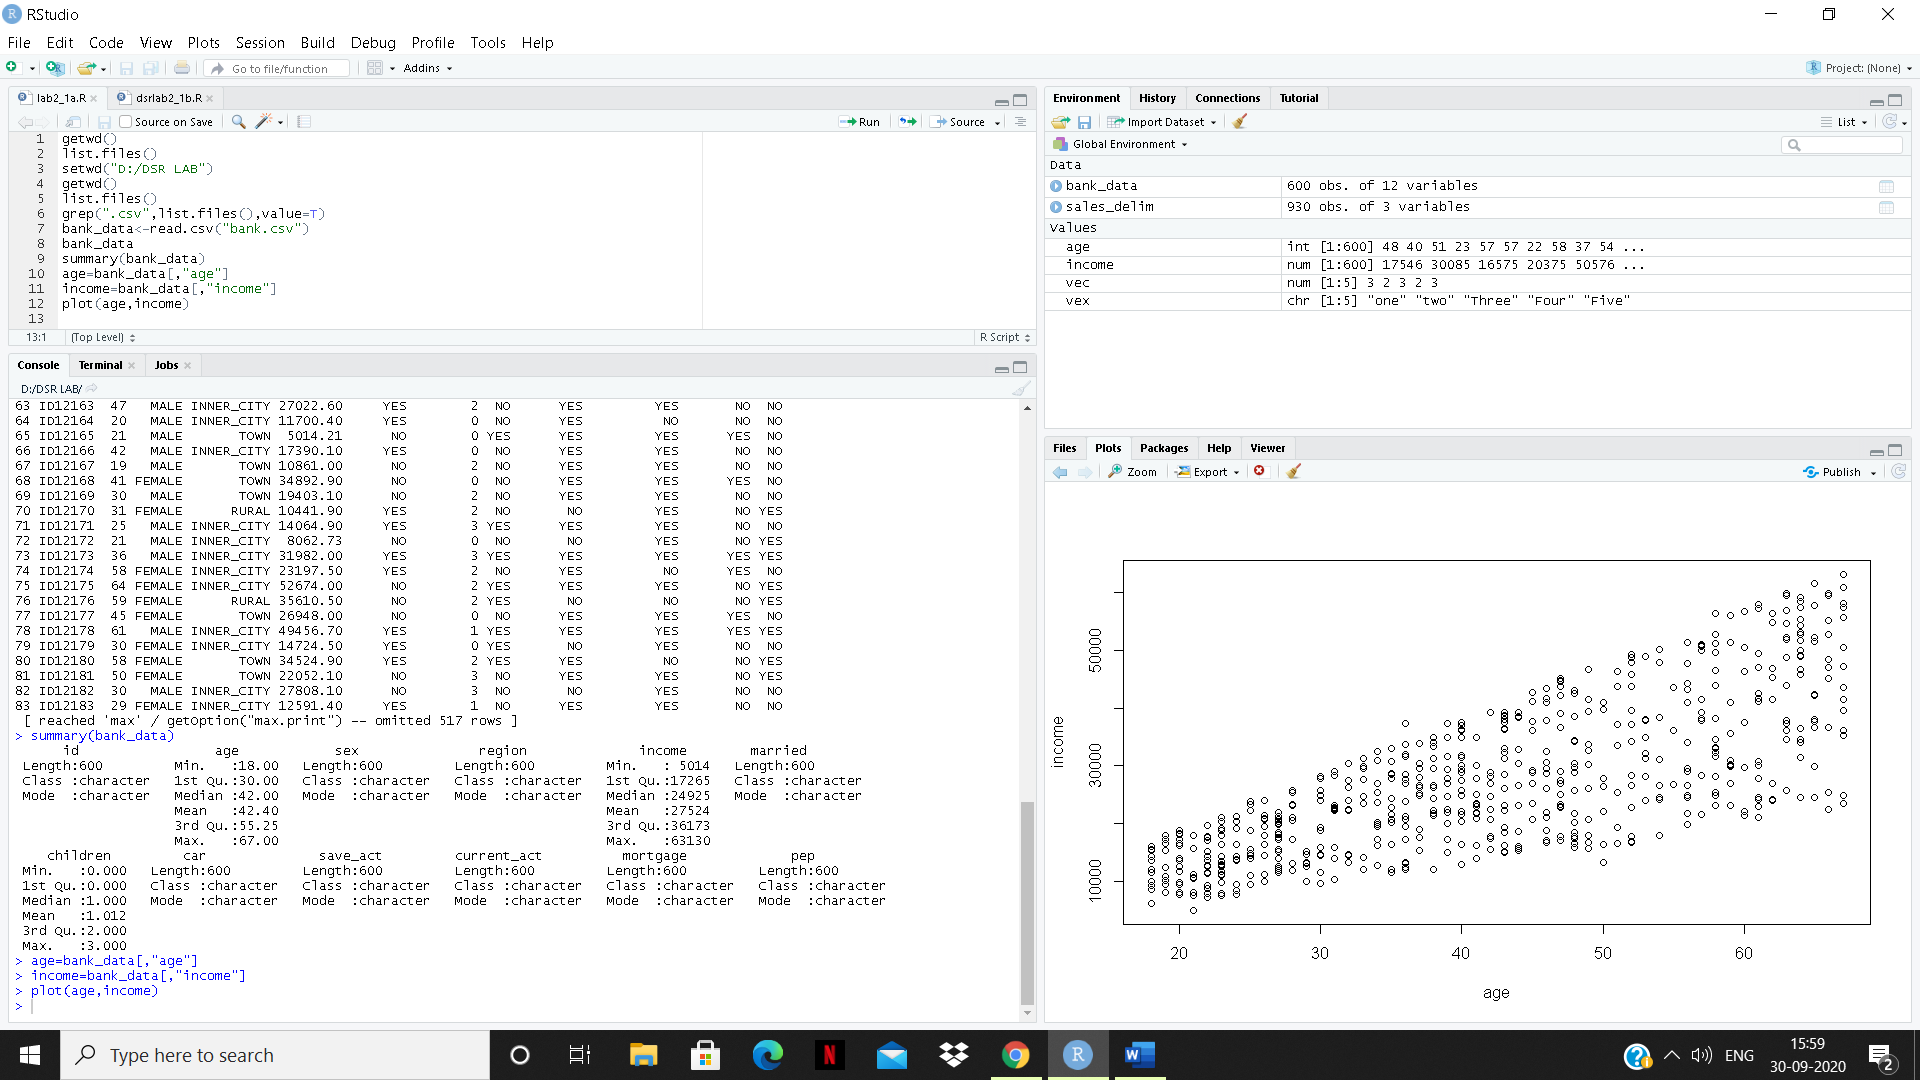 RStudio
File Edit Code View Plots Session Build Debug Profile Tools Help
Go to file/function Addins Project: (None)
lab2_1a.R dsrlab2_1b.R
Source on Save Run Source
1 getwd()
2 list.files()
3 setwd("D:/DSR LAB")
4 getwd()
5 list.files()
6 grep(".csv",list.files(),value=T)
7 bank_data<-read.csv("bank.csv")
8 bank_data
9 summary(bank_data)
10 age=bank_data[,"age"]
11 income=bank_data[,"income"]
12 plot(age,income)
13
13:1 (Top Level) R Script
Console Terminal Jobs
D:/DSR LAB/
63 ID12163 47 MALE INNER_CITY 27022.60 YES 2 NO YES YES NO NO
64 ID12164 20 MALE INNER_CITY 11700.40 YES 0 NO YES NO NO NO
65 ID12165 21 MALE TOWN 5014.21 NO 0 YES YES YES YES NO
66 ID12166 42 MALE INNER_CITY 17390.10 YES 0 NO YES YES NO NO
67 ID12167 19 MALE TOWN 10861.00 NO 2 NO YES YES NO NO
68 ID12168 41 FEMALE TOWN 34892.90 NO 0 NO YES YES YES NO
69 ID12169 30 MALE TOWN 19403.10 NO 2 NO YES YES NO NO
70 ID12170 31 FEMALE RURAL 10441.90 YES 2 NO NO YES NO YES
71 ID12171 25 MALE INNER_CITY 14064.90 YES 3 YES YES YES NO NO
72 ID12172 21 MALE INNER_CITY 8062.73 NO 0 NO NO YES YES YES
73 ID12173 36 MALE INNER_CITY 31982.00 YES 3 YES YES YES NO YES
74 ID12174 58 FEMALE INNER_CITY 23197.50 YES 2 NO YES NO YES NO
75 ID12175 64 FEMALE INNER_CITY 52674.00 NO 2 YES YES YES NO YES
76 ID12176 59 FEMALE RURAL 35610.50 NO 2 YES NO NO NO YES
77 ID12177 45 FEMALE TOWN 26948.00 NO 0 NO YES YES YES NO
78 ID12178 61 MALE INNER_CITY 49456.70 YES 1 YES YES YES YES YES
79 ID12179 30 FEMALE INNER_CITY 14724.50 YES 0 YES NO YES NO NO
80 ID12180 58 FEMALE TOWN 34524.90 YES 2 YES YES NO NO YES
81 ID12181 50 FEMALE TOWN 22052.10 NO 3 NO YES YES NO YES
82 ID12182 30 MALE INNER_CITY 27808.10 NO 3 NO NO YES NO NO
83 ID12183 29 FEMALE INNER_CITY 12591.40 YES 1 NO YES YES NO NO
[ reached 'max' / getoption("max.print") -- omitted 517 rows ]
> summary(bank_data)
id age sex region income married
Length:600 Min. :18.00 Length:600 Length:600 Min. : 5014 Length:600
Class :character 1st Qu.:30.00 Class :character Class :character 1st Qu.:17265 Class :character
Mode :character Median :42.00 Mode :character Mode :character Median :24925 Mode :character
Mean :42.40 Mean :27524
3rd Qu.:55.25 3rd Qu.:36173
Max. :67.00 Max. :63130
children car save_act current_act mortgage pep
Min. :0.000 Length:600 Length:600 Length:600 Length:600 Length:600
1st Qu.:0.000 Class :character Class :character Class :character Class :character Class :character
Median :1.000 Mode :character Mode :character Mode :character Mode :character Mode :character
Mean :1.012
3rd Qu.:2.000
Max. :3.000
> age=bank_data[,"age"]
> income=bank_data[,"income"]
> plot(age,income)
>
Environment History Connections Tutorial
Import Dataset List
Global Environment
Data
bank_data 600 obs. of 12 variables
sales_delim 930 obs. of 3 variables
Values
age int [1:600] 48 40 51 23 57 57 22 58 37 54 ...
income num [1:600] 17546 30085 16575 20375 50576 ...
vec num [1:5] 3 2 3 2 3
vex chr [1:5] "one" "two" "Three" "Four" "Five"
Files Plots Packages Help Viewer
Zoom Export Publish
income
50000
30000
10000
20 30 40 50 60
age
Type here to search
ENG
15:59
30-09-2020
2